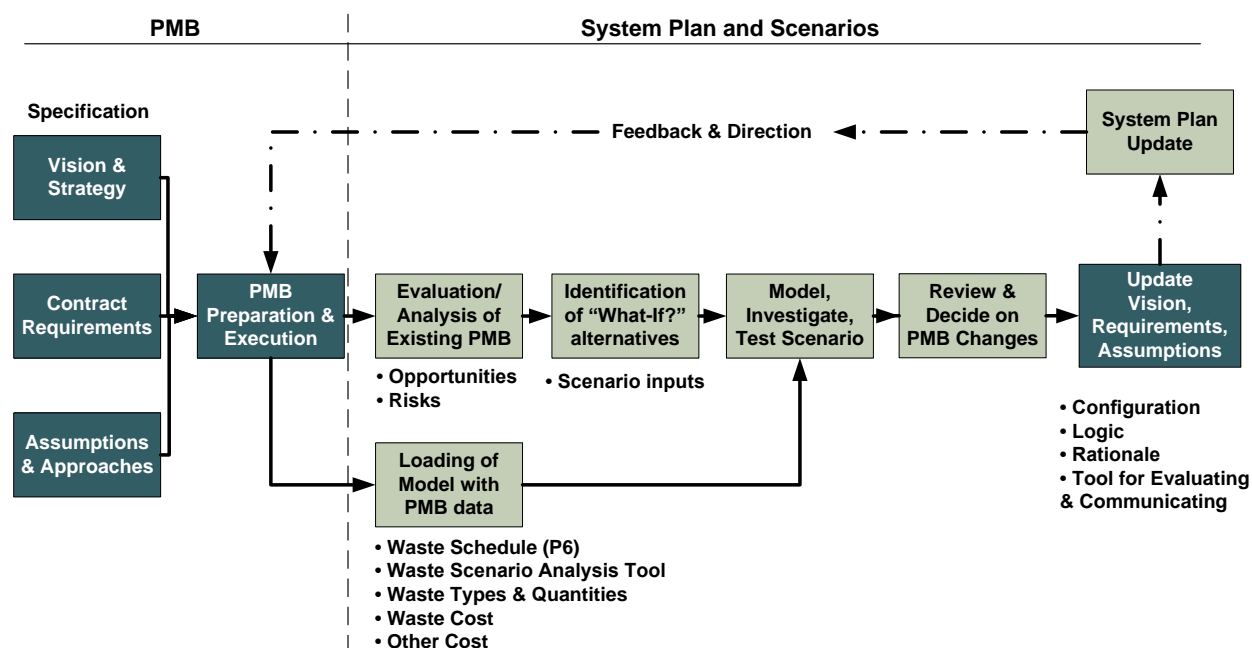 PMB
System Plan and Scenarios
Specification
Vision &
Strategy
Contract
Requirements
Assumptions
& Approaches
PMB
Preparation &
Execution
Feedback & Direction
System Plan
Update
Evaluation/
Analysis of
Existing PMB
• Opportunities
• Risks
Identification
of “What-If?”
alternatives
• Scenario inputs
Model,
Investigate,
Test Scenario
Review &
Decide on
PMB Changes
Update
Vision,
Requirements,
Assumptions
• Configuration
• Logic
• Rationale
• Tool for Evaluating
& Communicating
Loading of
Model with
PMB data
• Waste Schedule (P6)
• Waste Scenario Analysis Tool
• Waste Types & Quantities
• Waste Cost
• Other Cost